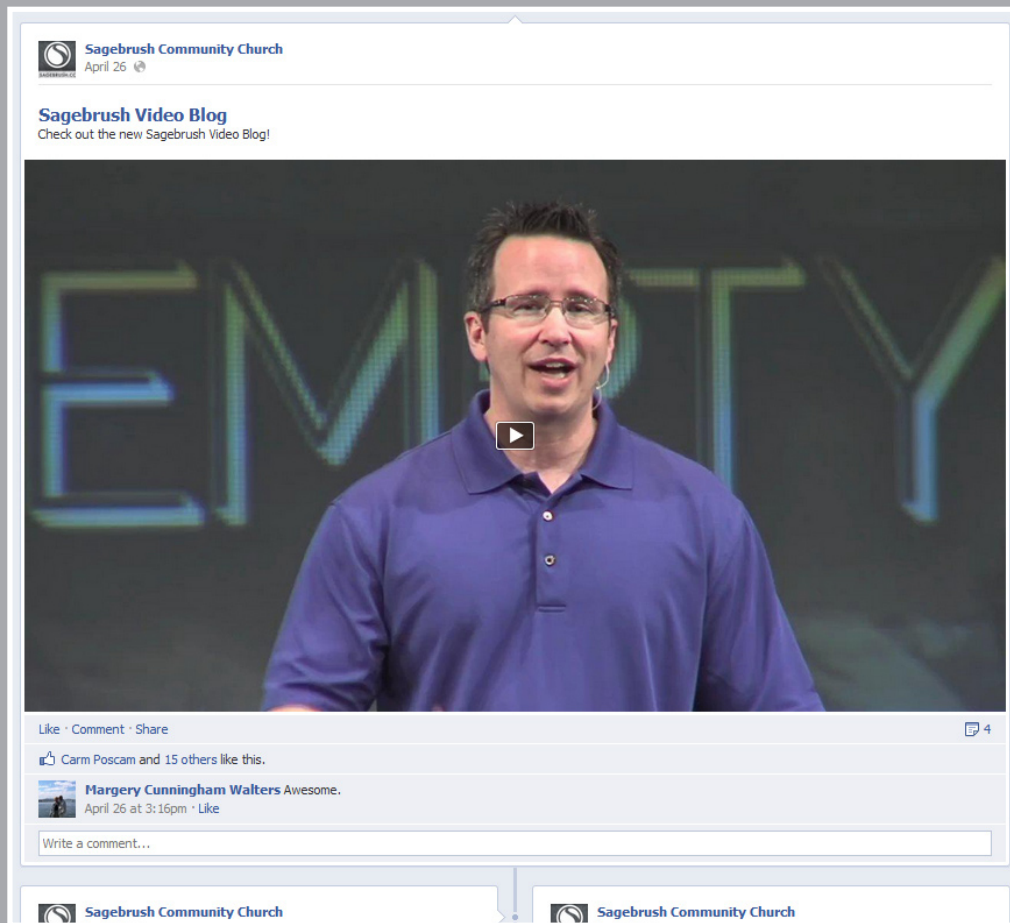 Sagebrush Community Church
April 26
SAGEBRUSH.CC
Sagebrush Video Blog
Check out the new Sagebrush Video Blog!
EMPTY
Like · Comment · Share 4
Carm Poscam and 15 others like this.
Margery Cunningham Walters Awesome.
April 26 at 3:16pm · Like
Write a comment...
Sagebrush Community Church
Sagebrush Community Church